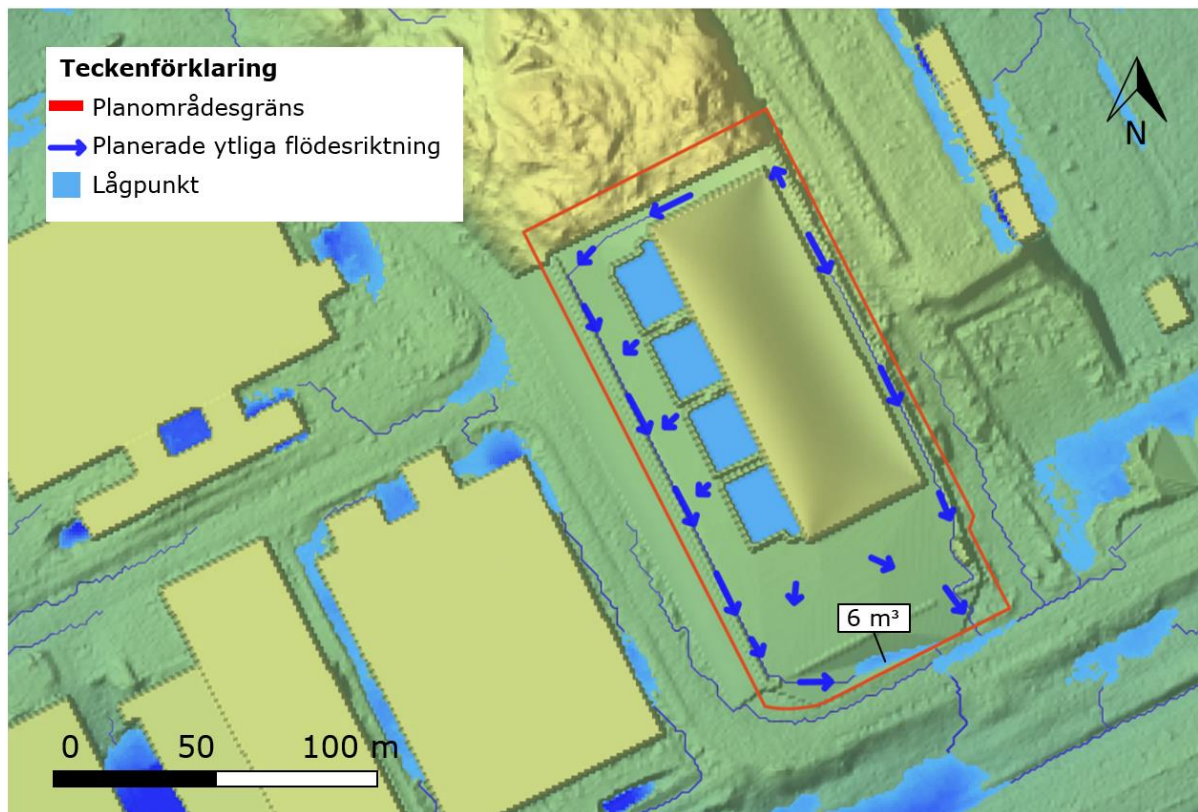 Teckenförklaring
Planområdesgräns
Planerade ytliga flödesriktning
Lågpunkt
N
6 m³
0 50 100 m